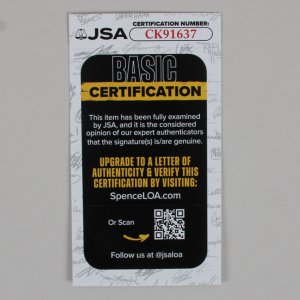 JSA
CERTIFICATION NUMBER:
CK91637
BASIC
CERTIFICATION
This item has been fully examined
by JSA, and it is the considered
opinion of our expert authenticators
that the signature(s) is/are genuine.
UPGRADE TO A LETTER OF
AUTHENTICITY & VERIFY THIS
CERTIFICATION BY VISITING:
SpenceLOA.com
Or Scan
Follow us at @jsaloa